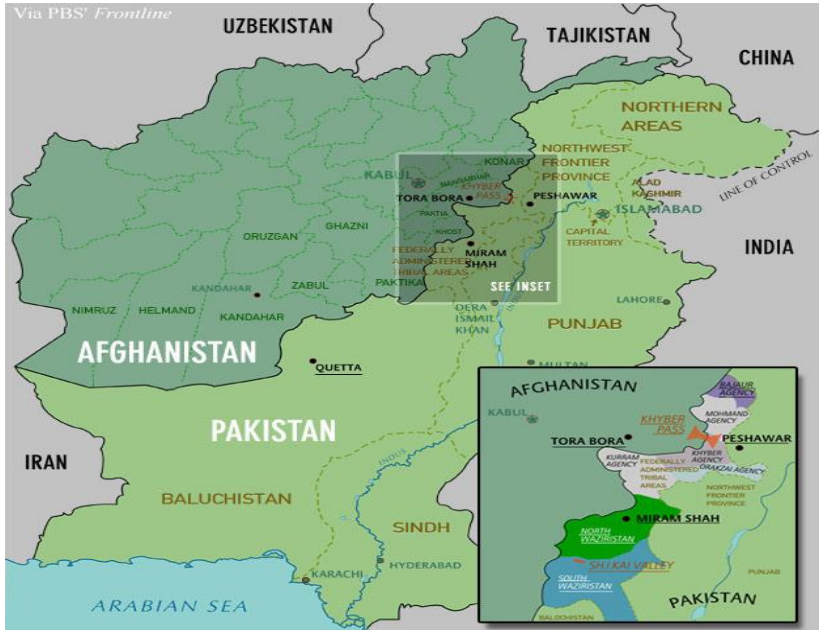 Via PBS' Frontline
UZBEKISTAN
TAJIKISTAN
CHINA
NORTHERN
AREAS
NORTHWEST
FRONTIER
PROVINCE
KONAR
KABUL
NANGARHAR
KHYBER
PASS
TORA BORA
PESHAWAR
AZAD
KASHMIR
LINE OF CONTROL
ISLAMABAD
PAKTIA
GHAZNI
KHOST
CAPITAL
TERRITORY
ORUZGAN
FEDERALLY
ADMINISTERED
TRIBAL AREAS
MIRAM
SHAH
INDIA
ZABUL
PAKTIKA
SEE INSET
KANDAHAR
INDUS
NIMRUZ
HELMAND
KANDAHAR
DERA
ISMAIL
KHAN
LAHORE
PUNJAB
AFGHANISTAN
QUETTA
MULTAN
PAKISTAN
IRAN
INDUS
BALUCHISTAN
SINDH
HYDERABAD
KARACHI
ARABIAN SEA
AFGHANISTAN
BAJAUR
AGENCY
KABUL
MOHMAND
AGENCY
KHYBER
PASS
TORA BORA
PESHAWAR
KURRAM
AGENCY
KHYBER
AGENCY
FEDERALLY
ADMINISTERED
TRIBAL
AREAS
ORAKZAI AGENCY
NORTHWEST
FRONTIER
PROVINCE
MIRAM SHAH
NORTH
WAZIRISTAN
SHIKAI VALLEY
SOUTH
WAZIRISTAN
PUNJAB
PAKISTAN
BALUCHISTAN